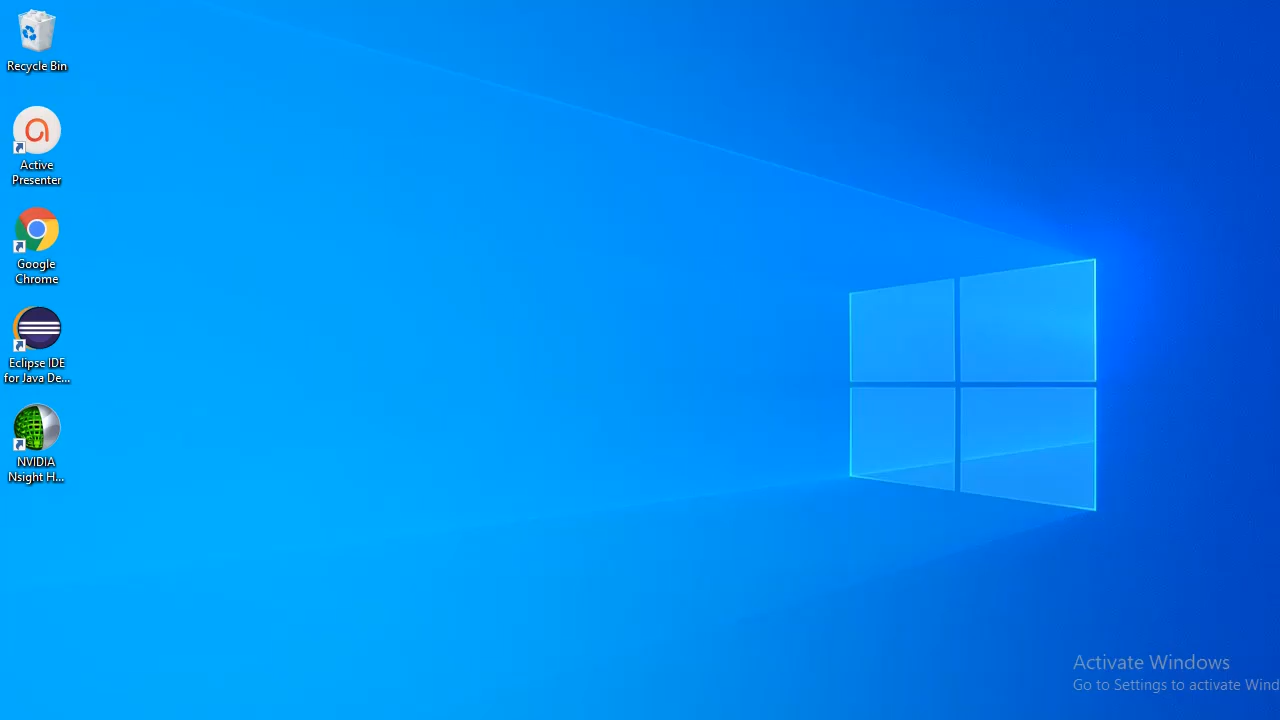 Recycle Bin
Active
Presenter
Google
Chrome
Eclipse IDE
for Java De...
NVIDIA
Nsight H...
Activate Windows
Go to Settings to activate Wind